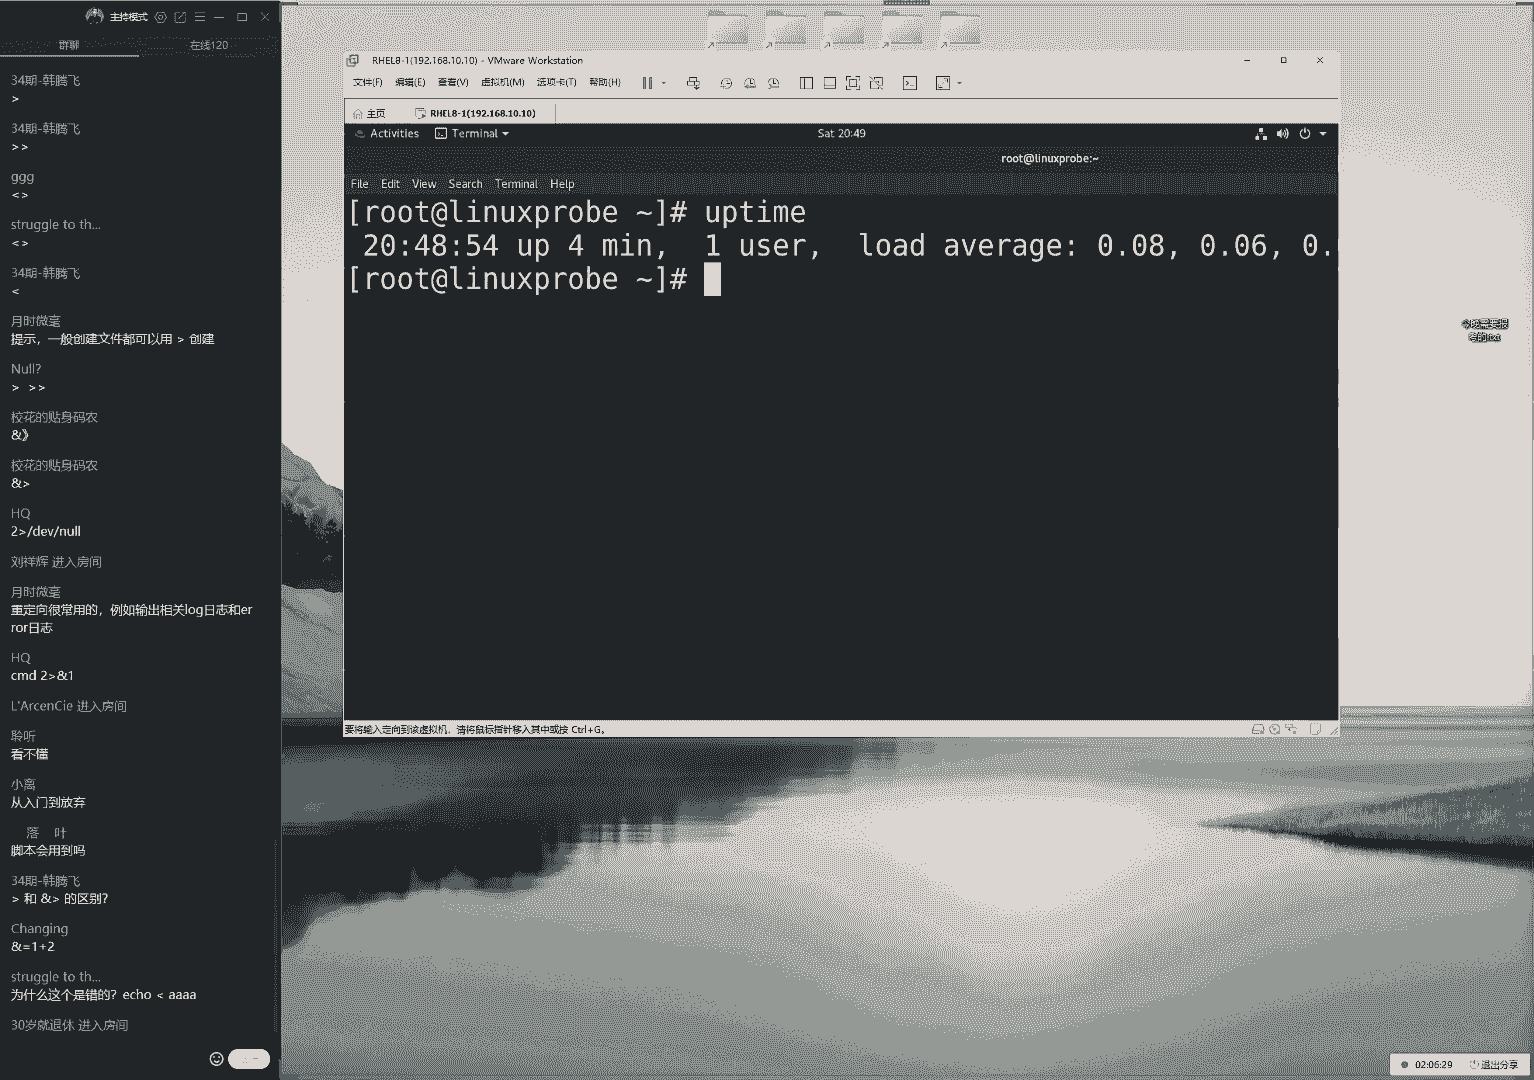 主持模式
群聊
在线120
34期-韩腾飞
>
34期-韩腾飞
>>
ggg
<>
struggle to th...
<>
34期-韩腾飞
<
月时微毫
提示，一般创建文件都可以用 > 创建
Null?
> >>
校花的贴身码农
&》
校花的贴身码农
&>
HQ
2>/dev/null
刘祥辉 进入房间
月时微毫
重定向很常用的，例如输出相关log日志和er
ror日志
HQ
cmd 2>&1
L'ArcenCie 进入房间
聆听
看不懂
小离
从入门到放弃
落 叶
脚本会用到吗
34期-韩腾飞
> 和 &> 的区别?
Changing
&=1+2
struggle to th...
为什么这个是错的？echo < aaaa
30岁就退休 进入房间
RHEL8-1(192.168.10.10) - VMware Workstation
文件(F) 编辑(E) 查看(V) 虚拟机(M) 选项卡(T) 帮助(H)
主页 RHEL8-1(192.168.10.10)
Activities Terminal Sat 20:49
root@linuxprobe:~
File Edit View Search Terminal Help
[root@linuxprobe ~]# uptime
20:48:54 up 4 min, 1 user, load average: 0.08, 0.06, 0.
[root@linuxprobe ~]#
要将输入定向到该虚拟机，请将鼠标指针移入其中或按 Ctrl+G。
02:06:29 退出分享